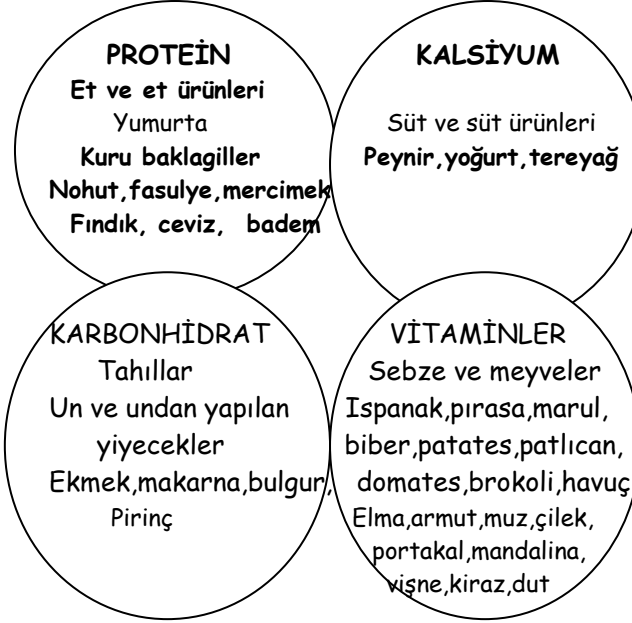 PROTEİN
Et ve et ürünleri
Yumurta
Kuru baklagiller
Nohut,fasulye,mercimek
Fındık, ceviz, badem
KALSİYUM
Süt ve süt ürünleri
Peynir,yoğurt,tereyağ
KARBONHİDRAT
Tahıllar
Un ve undan yapılan
yiyecekler
Ekmek,makarna,bulgur,
Pirinç
VİTAMİNLER
Sebze ve meyveler
Ispanak,pırasa,marul,
biber,patates,patlıcan,
domates,brokoli,havuç
Elma,armut,muz,çilek,
portakal,mandalina,
vişne,kiraz,dut